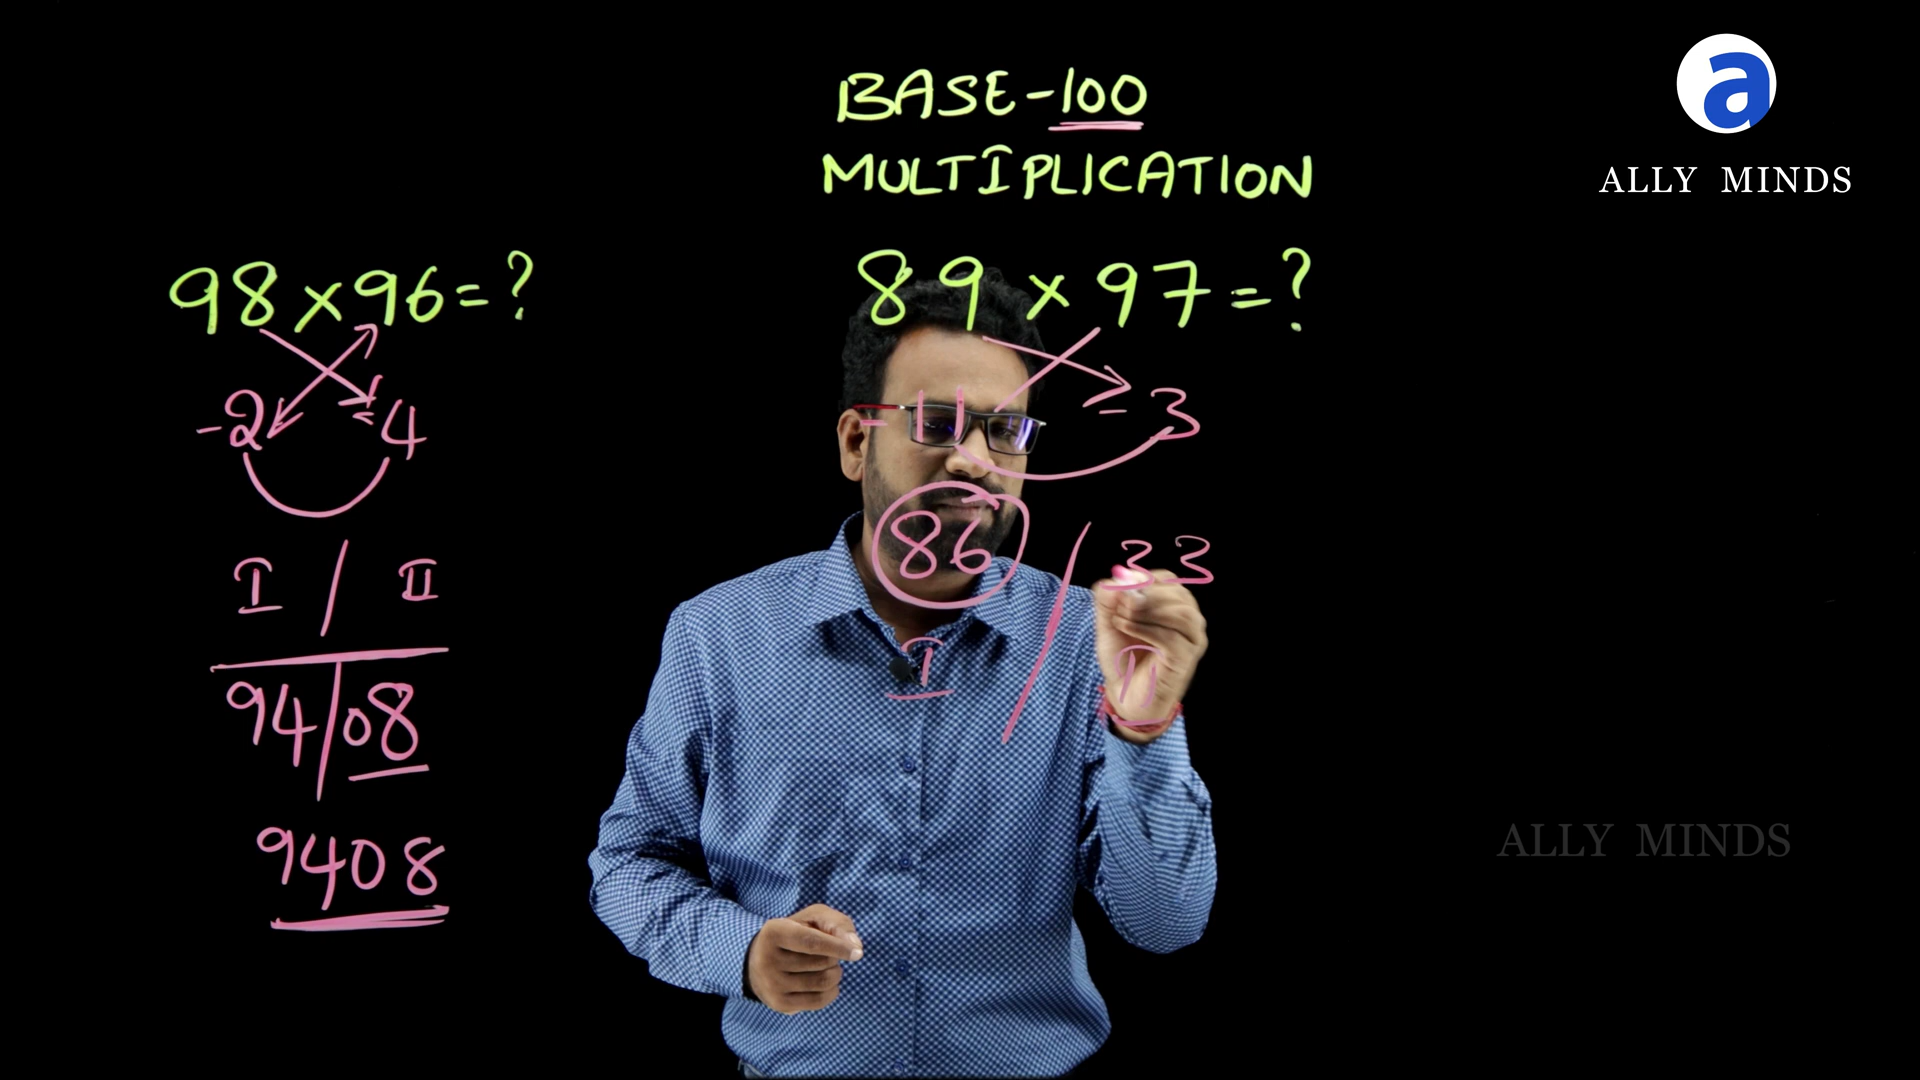 BASE-100
MULTIPLICATION
a
ALLY MINDS
98×96=?
-2 -4
I / II
94/08
9408
89×97=?
-11 -3
86 / 33
I II
ALLY MINDS